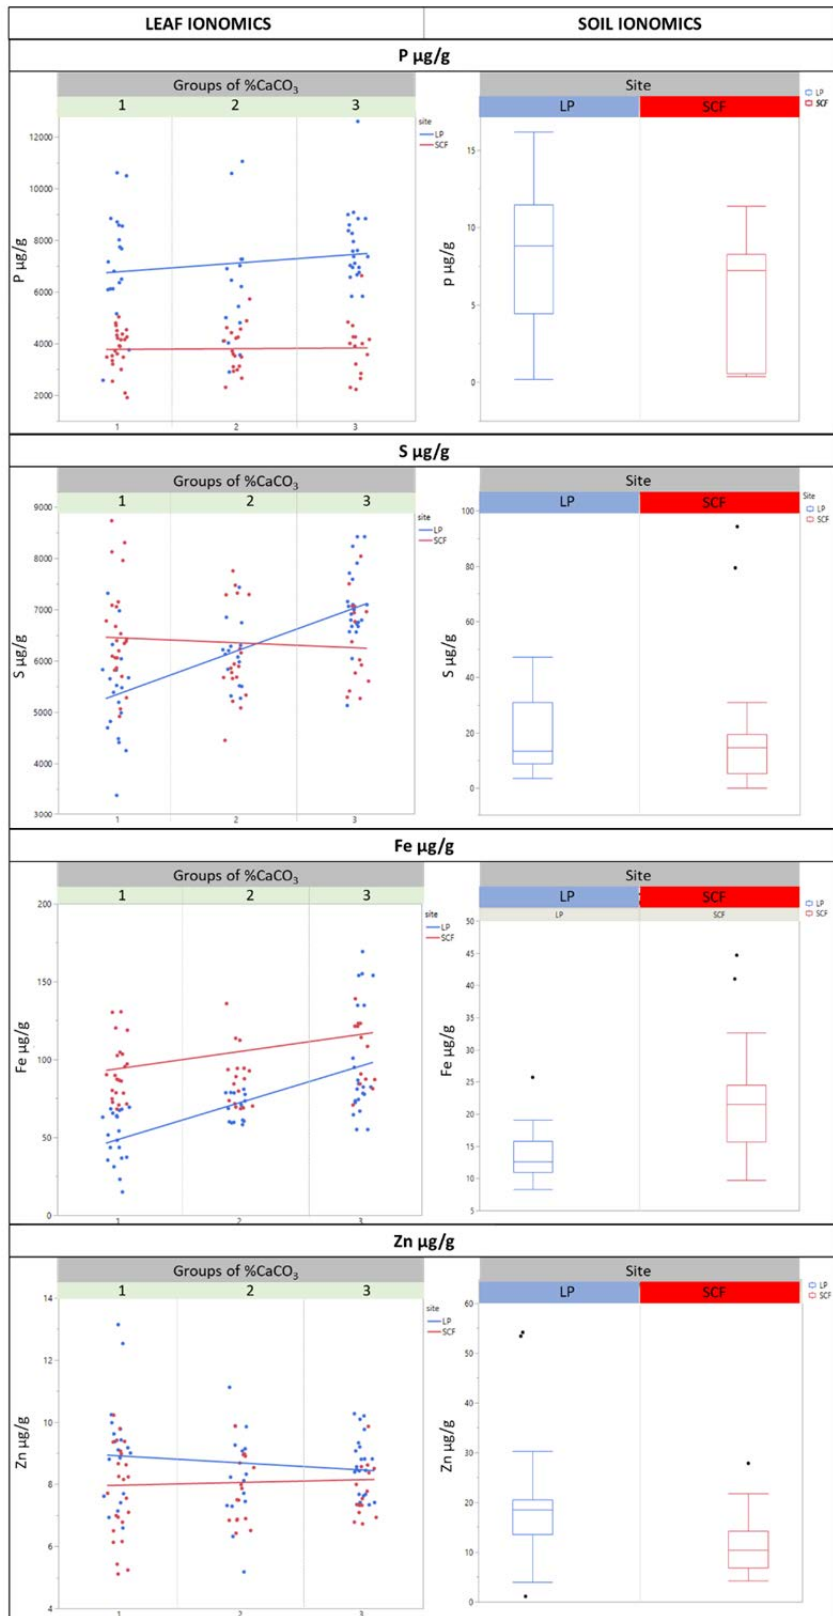 LEAF IONOMICS SOIL IONOMICS
P µg/g
Groups of %CaCO₃ Site
1 2 3 LP SCF
site
LP
SCF
LP
SCF
P µg/g
12000
10000
8000
6000
4000
2000
1 2 3
p µg/g
15
10
5
0
S µg/g
Groups of %CaCO₃ Site
1 2 3 LP SCF
site
LP
SCF
Site
LP
SCF
S µg/g
9000
8000
7000
6000
5000
4000
3000
1 2 3
S µg/g
100
80
60
40
20
0
Fe µg/g
Groups of %CaCO₃ Site
1 2 3 LP SCF
LP SCF
site
LP
SCF
LP
SCF
Fe µg/g
200
150
100
50
0
1 2 3
Fe µg/g
50
45
40
35
30
25
20
15
10
5
Zn µg/g
Groups of %CaCO₃ Site
1 2 3 LP SCF
site
LP
SCF
LP
SCF
Zn µg/g
14
12
10
8
6
4
1 2 3
Zn µg/g
60
50
40
30
20
10
0